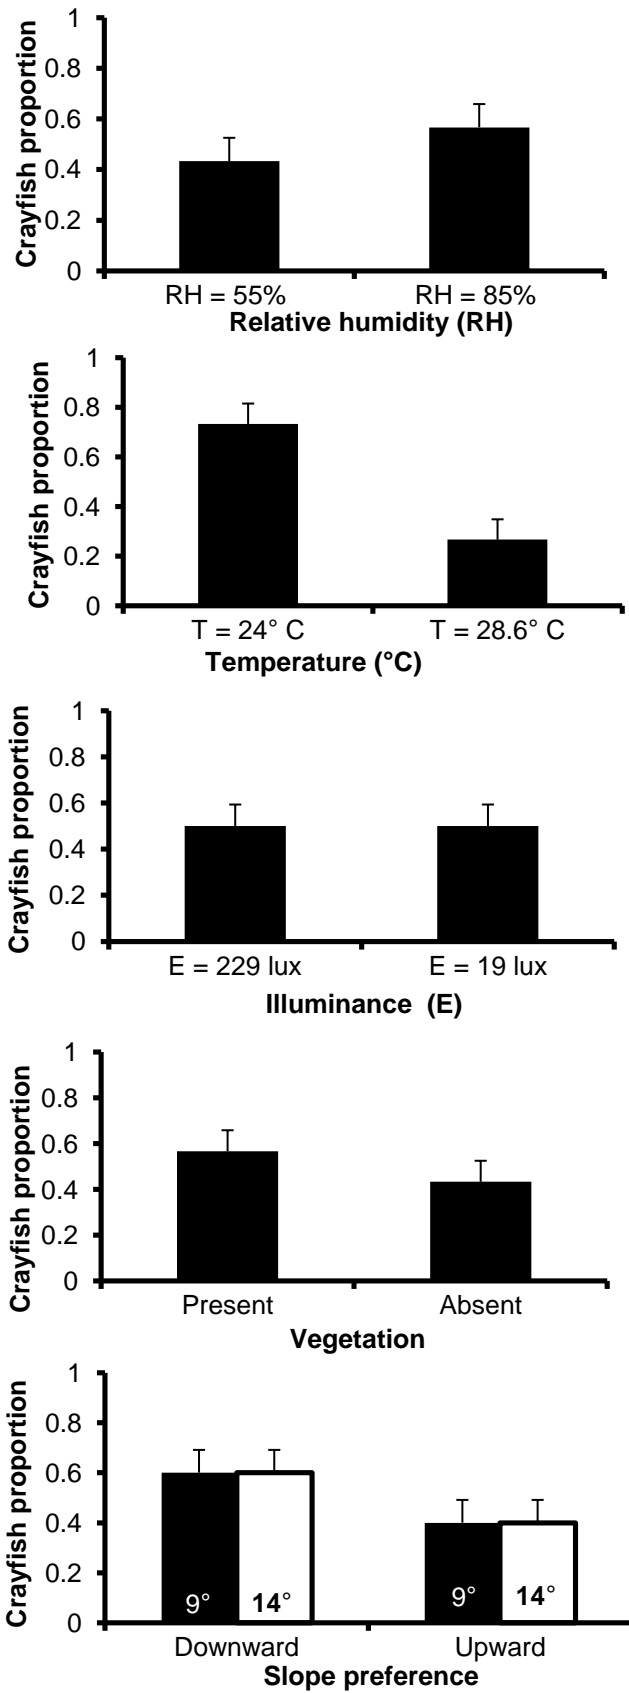 Crayfish proportion
1
0.8
0.6
0.4
0.2
0
RH = 55% RH = 85%
Relative humidity (RH)
Crayfish proportion
1
0.8
0.6
0.4
0.2
0
T = 24° C T = 28.6° C
Temperature (°C)
Crayfish proportion
1
0.8
0.6
0.4
0.2
0
E = 229 lux E = 19 lux
Illuminance (E)
Crayfish proportion
1
0.8
0.6
0.4
0.2
0
Present Absent
Vegetation
Crayfish proportion
1
0.8
0.6
0.4
0.2
0
9° 14° 9° 14°
Downward Upward
Slope preference